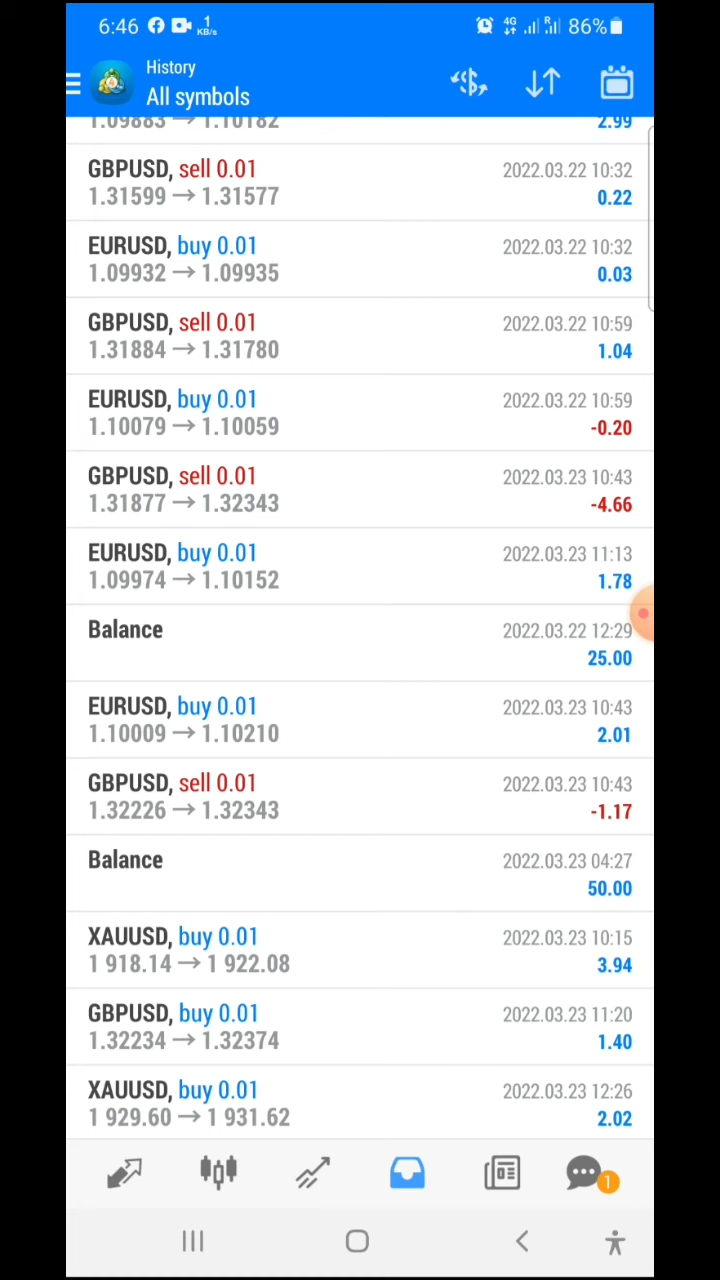 6:46 1 KB/s 4G R 86%
History
All symbols
1.09883 → 1.10182 2.99
GBPUSD, sell 0.01 2022.03.22 10:32
1.31599 → 1.31577 0.22
EURUSD, buy 0.01 2022.03.22 10:32
1.09932 → 1.09935 0.03
GBPUSD, sell 0.01 2022.03.22 10:59
1.31884 → 1.31780 1.04
EURUSD, buy 0.01 2022.03.22 10:59
1.10079 → 1.10059 -0.20
GBPUSD, sell 0.01 2022.03.23 10:43
1.31877 → 1.32343 -4.66
EURUSD, buy 0.01 2022.03.23 11:13
1.09974 → 1.10152 1.78
Balance 2022.03.22 12:29
25.00
EURUSD, buy 0.01 2022.03.23 10:43
1.10009 → 1.10210 2.01
GBPUSD, sell 0.01 2022.03.23 10:43
1.32226 → 1.32343 -1.17
Balance 2022.03.23 04:27
50.00
XAUUSD, buy 0.01 2022.03.23 10:15
1 918.14 → 1 922.08 3.94
GBPUSD, buy 0.01 2022.03.23 11:20
1.32234 → 1.32374 1.40
XAUUSD, buy 0.01 2022.03.23 12:26
1 929.60 → 1 931.62 2.02
1